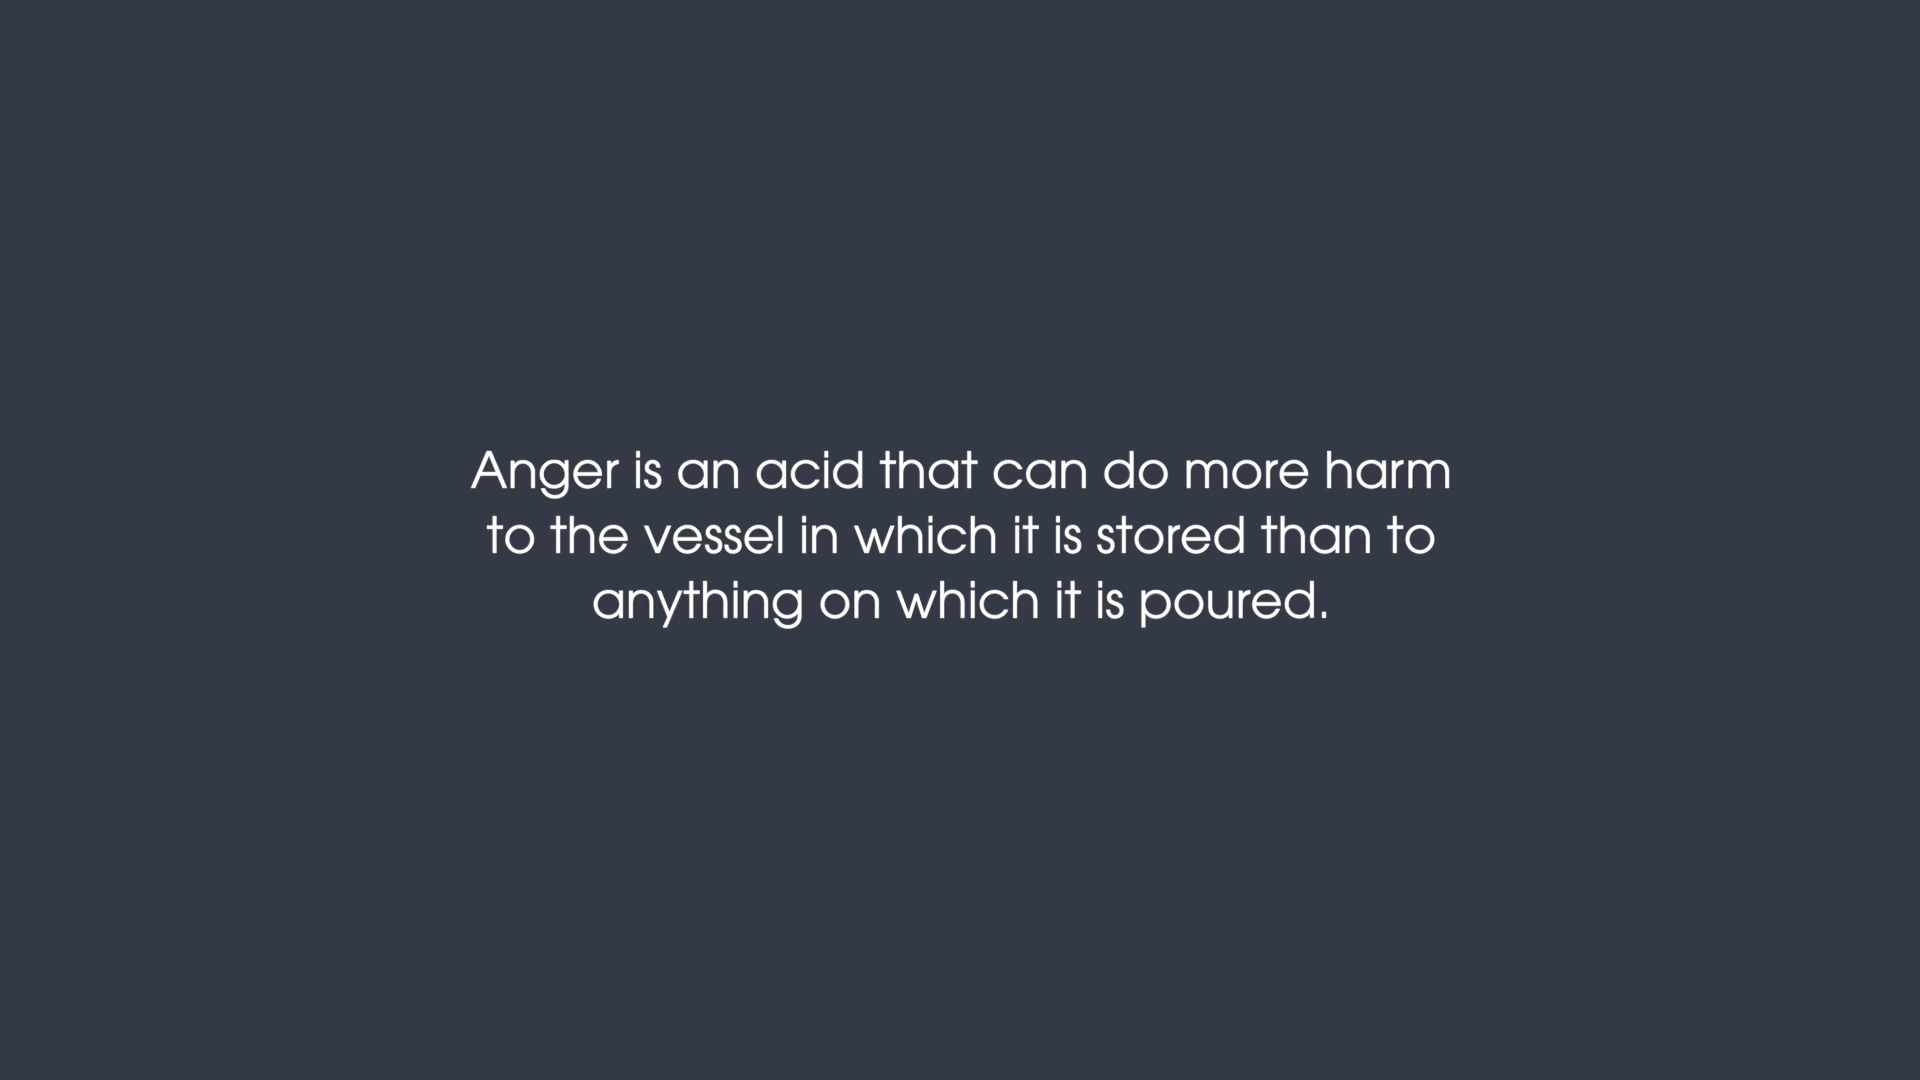 Anger is an acid that can do more harm
to the vessel in which it is stored than to
anything on which it is poured.